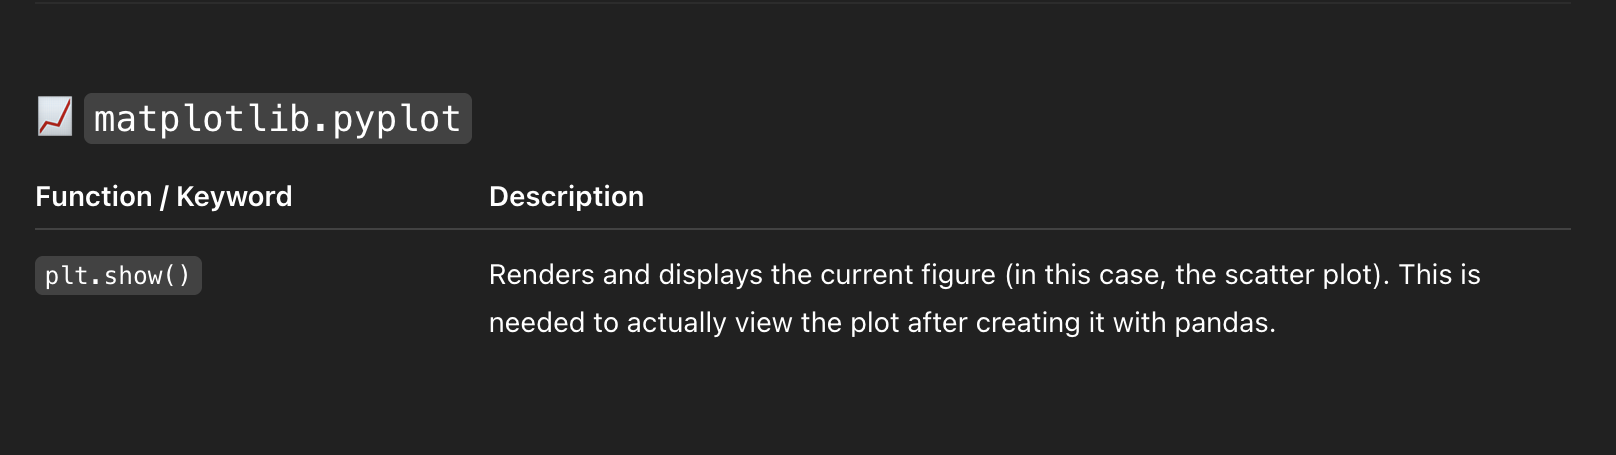 matplotlib.pyplot
Function / Keyword Description
plt.show() Renders and displays the current figure (in this case, the scatter plot). This is
needed to actually view the plot after creating it with pandas.